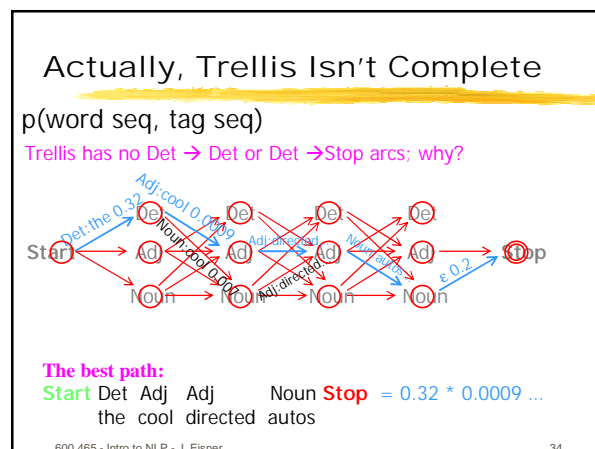 Actually, Trellis Isn't Complete
p(word seq, tag seq)
Trellis has no Det → Det or Det →Stop arcs; why?
Det:the 0.32
Adj:cool 0.0009
Noun:cool 0.007
Adj:directed
Adj:directed
Noun:autos…
ε 0.2
Det Det Det Det
Start Adj Adj Adj Adj Stop
Noun Noun Noun Noun
The best path:
Start Det Adj Adj Noun Stop = 0.32 * 0.0009 ...
the cool directed autos
600.465 - Intro to NLP - J. Eisner 34